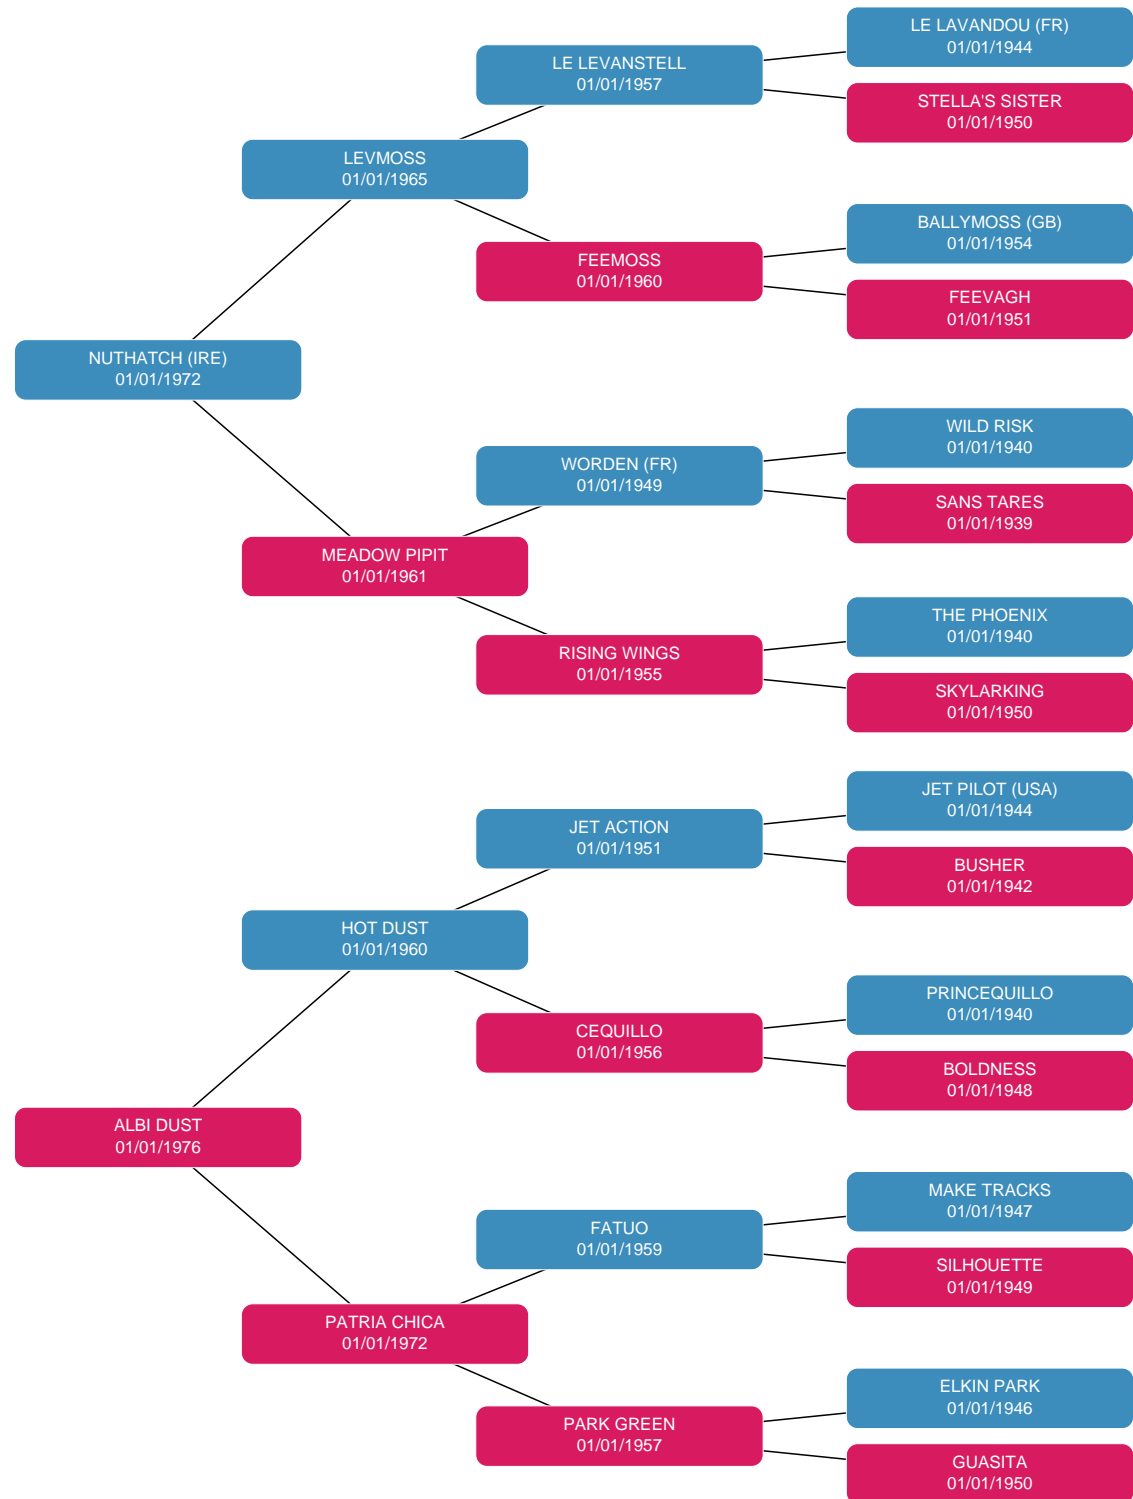 LE LAVANDOU (FR)
01/01/1944
LE LEVANSTELL
01/01/1957
STELLA'S SISTER
01/01/1950
LEVMOSS
01/01/1965
BALLYMOSS (GB)
01/01/1954
FEEMOSS
01/01/1960
FEEVAGH
01/01/1951
NUTHATCH (IRE)
01/01/1972
WILD RISK
01/01/1940
WORDEN (FR)
01/01/1949
SANS TARES
01/01/1939
MEADOW PIPIT
01/01/1961
THE PHOENIX
01/01/1940
RISING WINGS
01/01/1955
SKYLARKING
01/01/1950
JET PILOT (USA)
01/01/1944
JET ACTION
01/01/1951
BUSHER
01/01/1942
HOT DUST
01/01/1960
PRINCEQUILLO
01/01/1940
CEQUILLO
01/01/1956
BOLDNESS
01/01/1948
ALBI DUST
01/01/1976
MAKE TRACKS
01/01/1947
FATUO
01/01/1959
SILHOUETTE
01/01/1949
PATRIA CHICA
01/01/1972
ELKIN PARK
01/01/1946
PARK GREEN
01/01/1957
GUASITA
01/01/1950